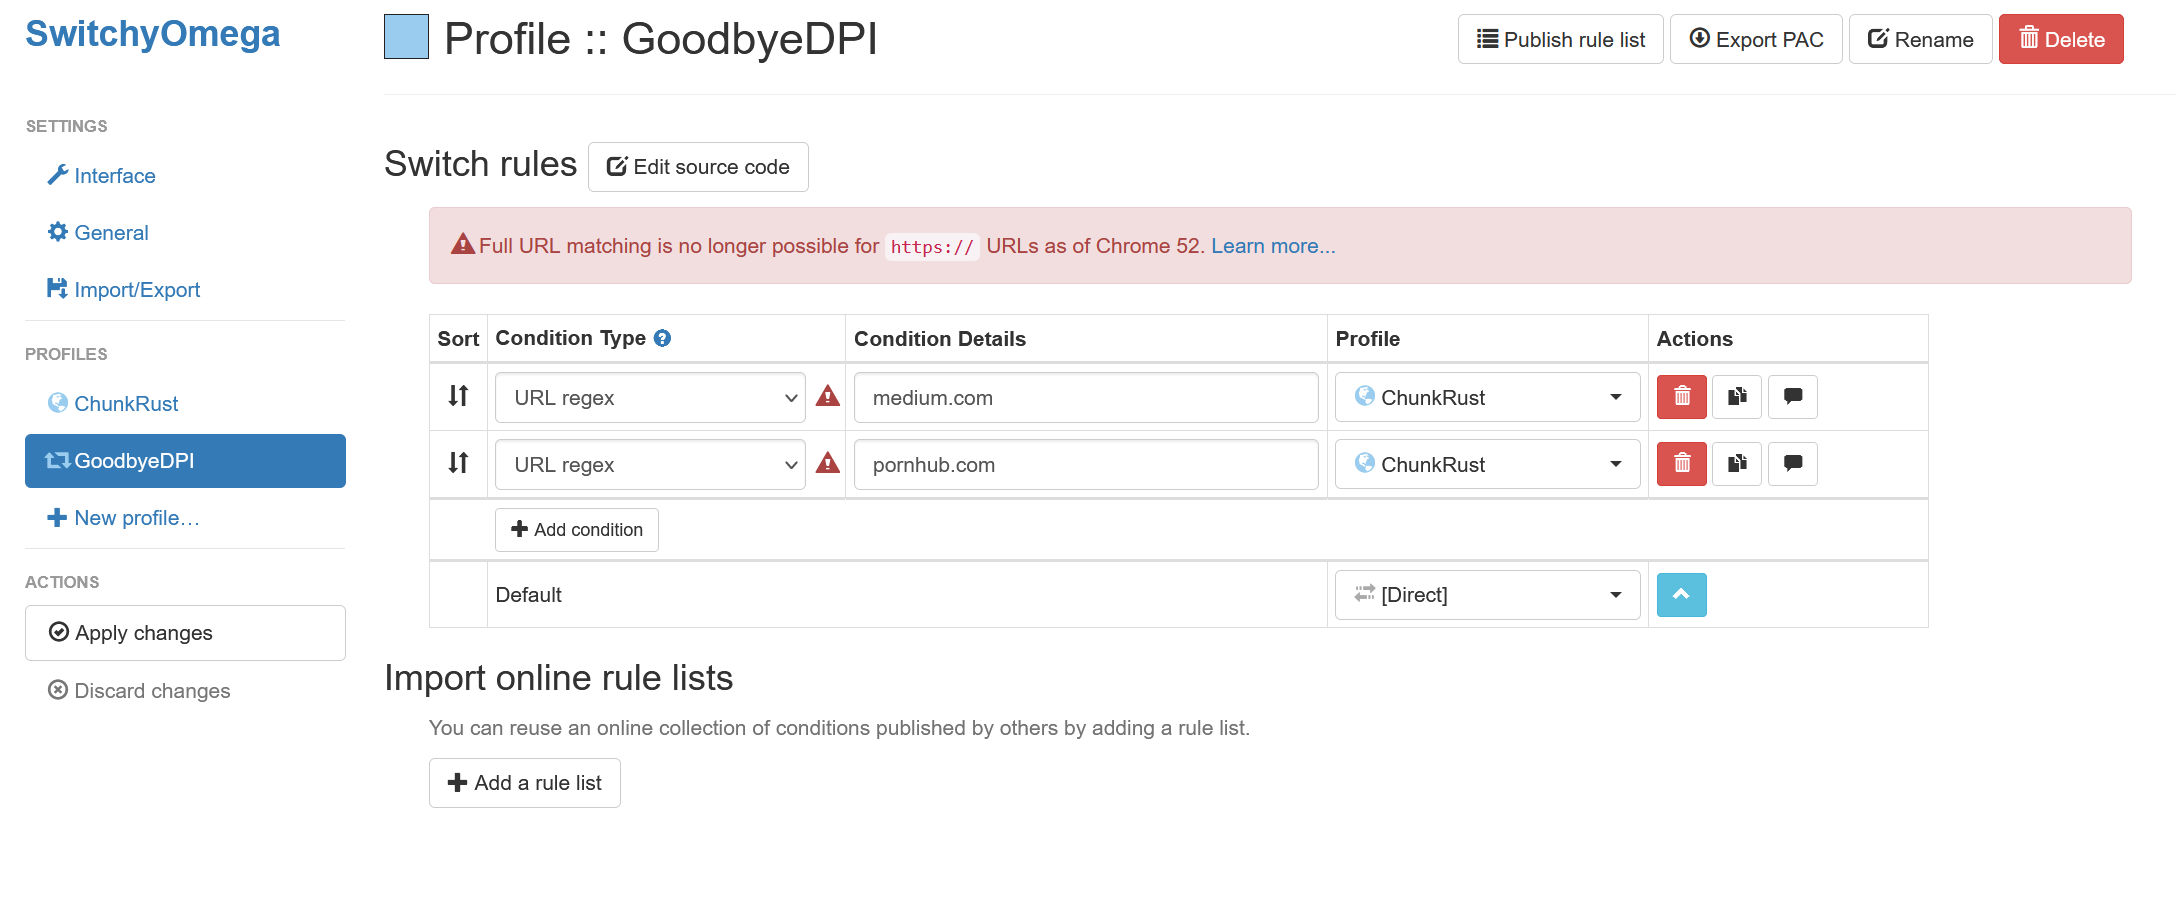 SwitchyOmega
SETTINGS
Interface
General
Import/Export
PROFILES
ChunkRust
GoodbyeDPI
New profile…
ACTIONS
Apply changes
Discard changes
Profile :: GoodbyeDPI
Publish rule list
Export PAC
Rename
Delete
Switch rules
Edit source code
Full URL matching is no longer possible for https:// URLs as of Chrome 52. Learn more...
Sort Condition Type ? Condition Details Profile Actions
URL regex medium.com ChunkRust
URL regex pornhub.com ChunkRust
Add condition
Default [Direct]
Import online rule lists
You can reuse an online collection of conditions published by others by adding a rule list.
Add a rule list